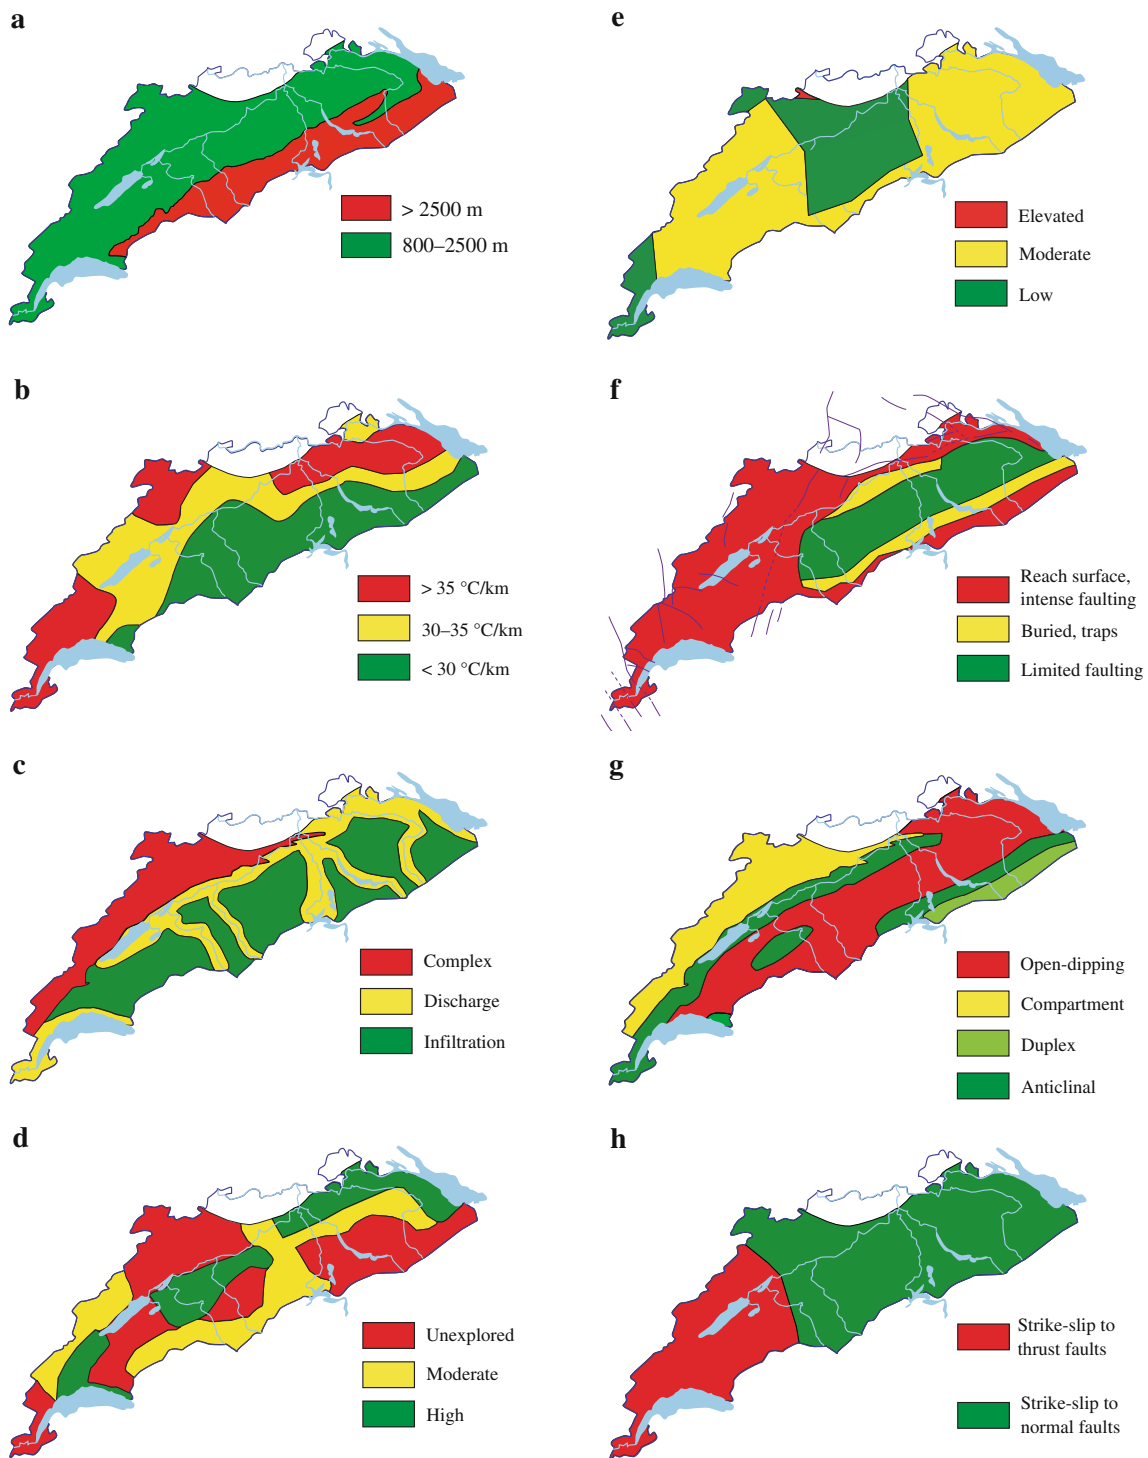 a
> 2500 m
800–2500 m
b
> 35 °C/km
30–35 °C/km
< 30 °C/km
c
Complex
Discharge
Infiltration
d
Unexplored
Moderate
High
e
Elevated
Moderate
Low
f
Reach surface,
intense faulting
Buried, traps
Limited faulting
g
Open-dipping
Compartment
Duplex
Anticlinal
h
Strike-slip to
thrust faults
Strike-slip to
normal faults